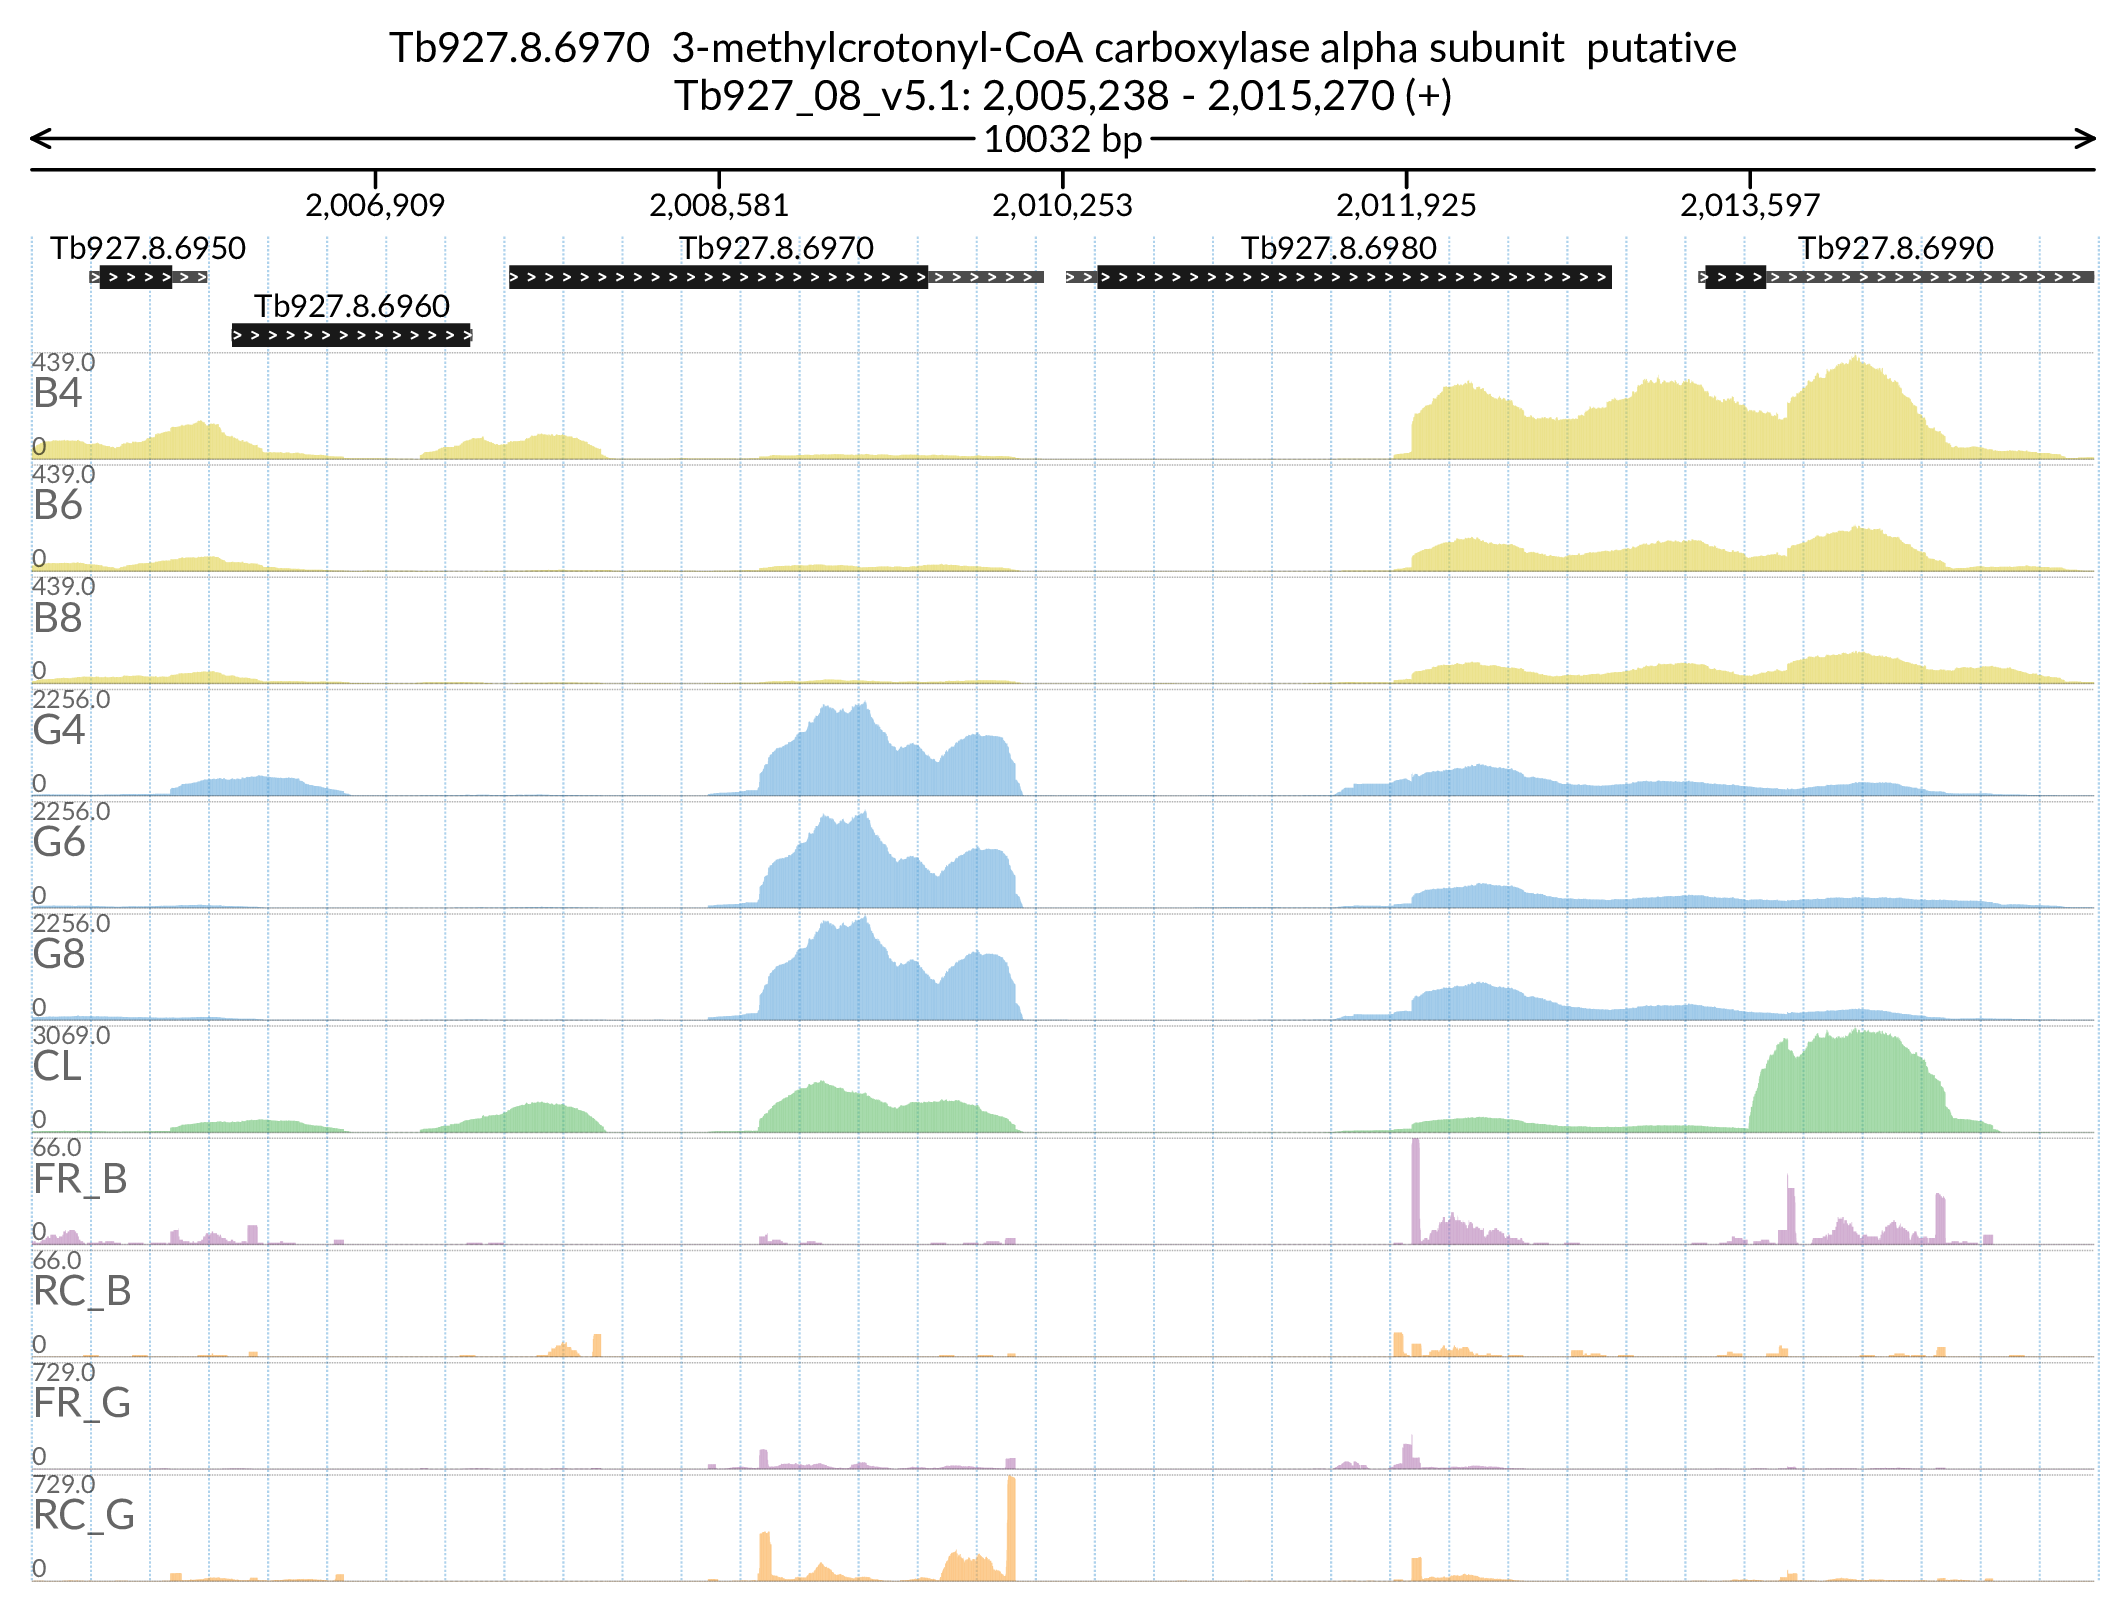 Tb927.8.6970 3-methylcrotonyl-CoA carboxylase alpha subunit putative
Tb927_08_v5.1: 2,005,238 - 2,015,270 (+)
10032 bp
2,006,909 2,008,581 2,010,253 2,011,925 2,013,597
Tb927.8.6950 Tb927.8.6970 Tb927.8.6980 Tb927.8.6990
Tb927.8.6960
439.0
B4
0
439.0
B6
0
439.0
B8
0
2256.0
G4
0
2256.0
G6
0
2256.0
G8
0
3069.0
CL
0
66.0
FR_B
0
66.0
RC_B
0
729.0
FR_G
0
729.0
RC_G
0